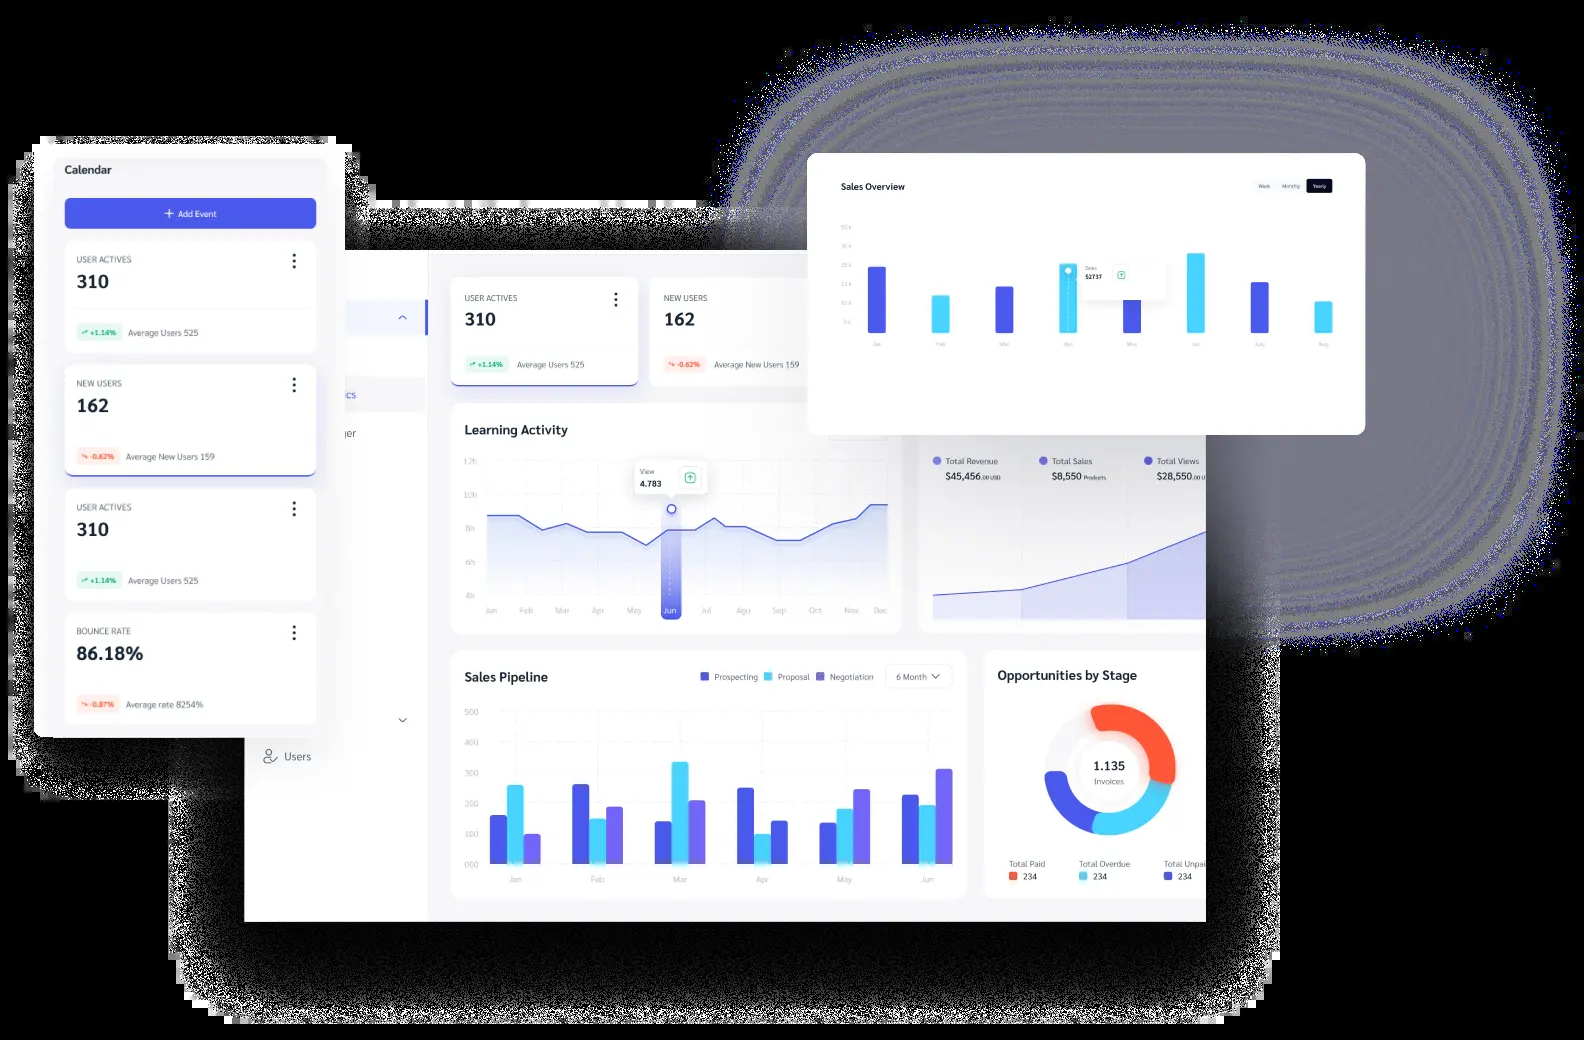 Calendar
+ Add Event
USER ACTIVES
310
+1.14% Average Users 525
NEW USERS
162
-0.62% Average New Users 159
USER ACTIVES
310
+1.14% Average Users 525
BOUNCE RATE
86.18%
-0.87% Average rate 8254%
cs
ger
Users
USER ACTIVES
310
+1.14% Average Users 525
NEW USERS
162
-0.62% Average New Users 159
Sales Overview
Week Monthly Yearly
50 k
30 k
25 k
10 k
5 k
Sales
$2737
Jan Feb Mar Apr May Jun July
Learning Activity
12h
10h
8h
6h
4h
View
4.783
Jan Feb Mar Apr May Jun Jul Agu Sep Oct Nov Dec
Total Revenue Total Sales Total Views
$45,456.00 USD $8,550 Products $28,550.00 U
Sales Pipeline
Prospecting Proposal Negotiation 6 Month
500
400
300
200
100
000
Jan Feb Mar Apr May Jun
Opportunities by Stage
1.135
Invoices
Total Paid Total Overdue Total Unpai
234 234 234